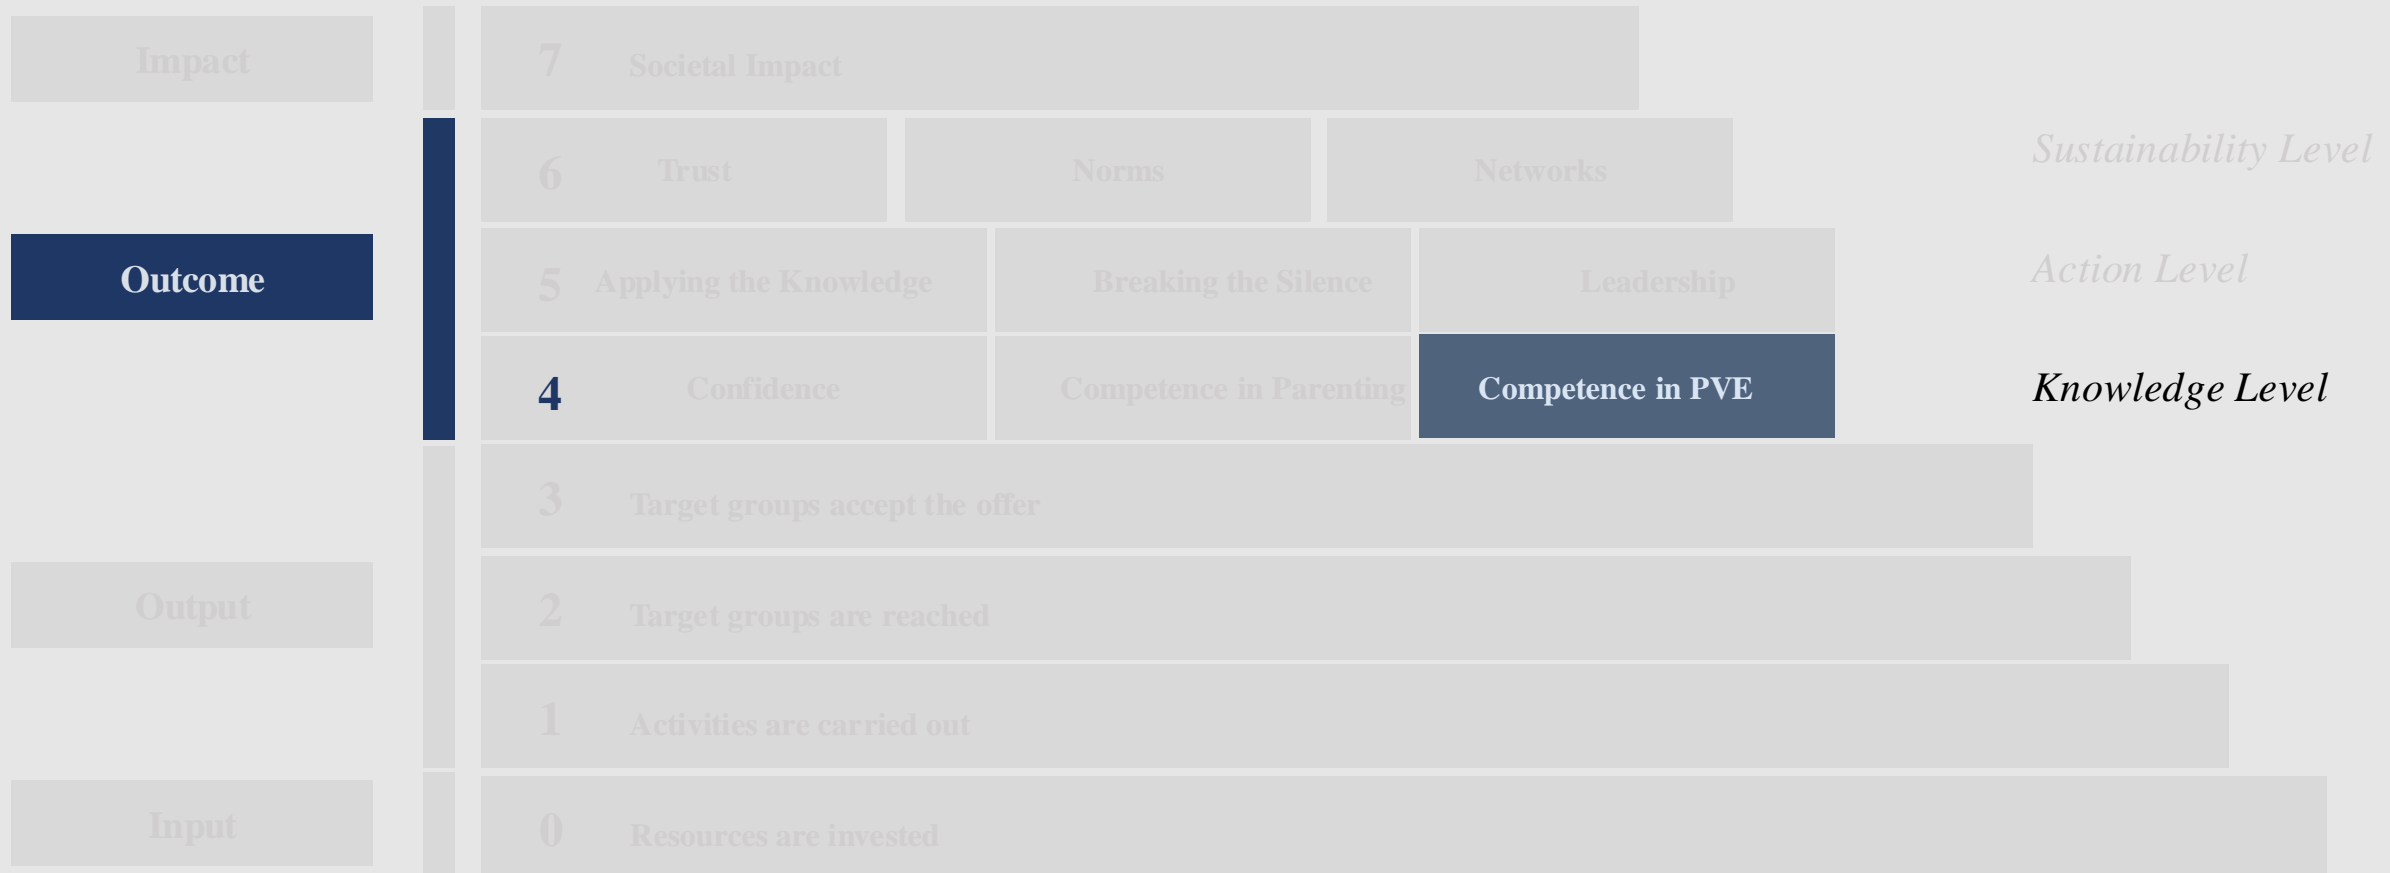 Impact
7 Societal Impact
6 Trust Norms Networks
Sustainability Level
Outcome
5 Applying the Knowledge Breaking the Silence Leadership
Action Level
4 Confidence Competence in Parenting Competence in PVE
Knowledge Level
3 Target groups accept the offer
Output
2 Target groups are reached
1 Activities are carried out
Input
0 Resources are invested